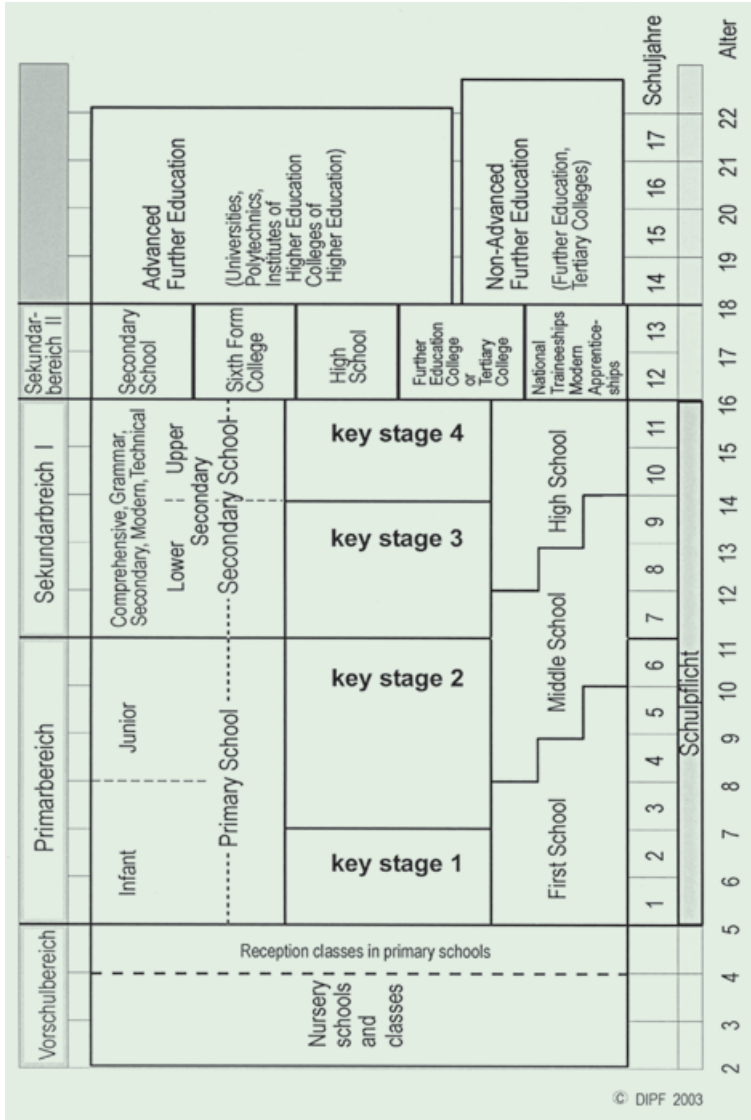 Vorschulbereich
Primarbereich
Sekundarbreich I
Sekundar-
bereich II
Nursery
schools
and
classes
Reception classes in primary schools
Infant
Junior
Primary School
Comprehensive, Grammar,
Secondary, Modern, Technical
Lower
Upper
Secondary
Secondary School
key stage 1
key stage 2
key stage 3
key stage 4
First School
Middle School
High School
Secondary
School
Sixth Form
College
High
School
Further
Education
College
or
Tertiary
College
National
Traineeships
Modern
Apprentice-
ships
Advanced
Further Education
(Universities,
Polytechnics,
Institutes of
Higher Education
Colleges of
Higher Education)
Non-Advanced
Further Education
(Further Education,
Tertiary Colleges)
1 2 3 4 5 6 7 8 9 10 11 12 13 14 15 16 17 Schuljahre
Schulpflicht
2 3 4 5 6 7 8 9 10 11 12 13 14 15 16 17 18 19 20 21 22 Alter
© DIPF 2003